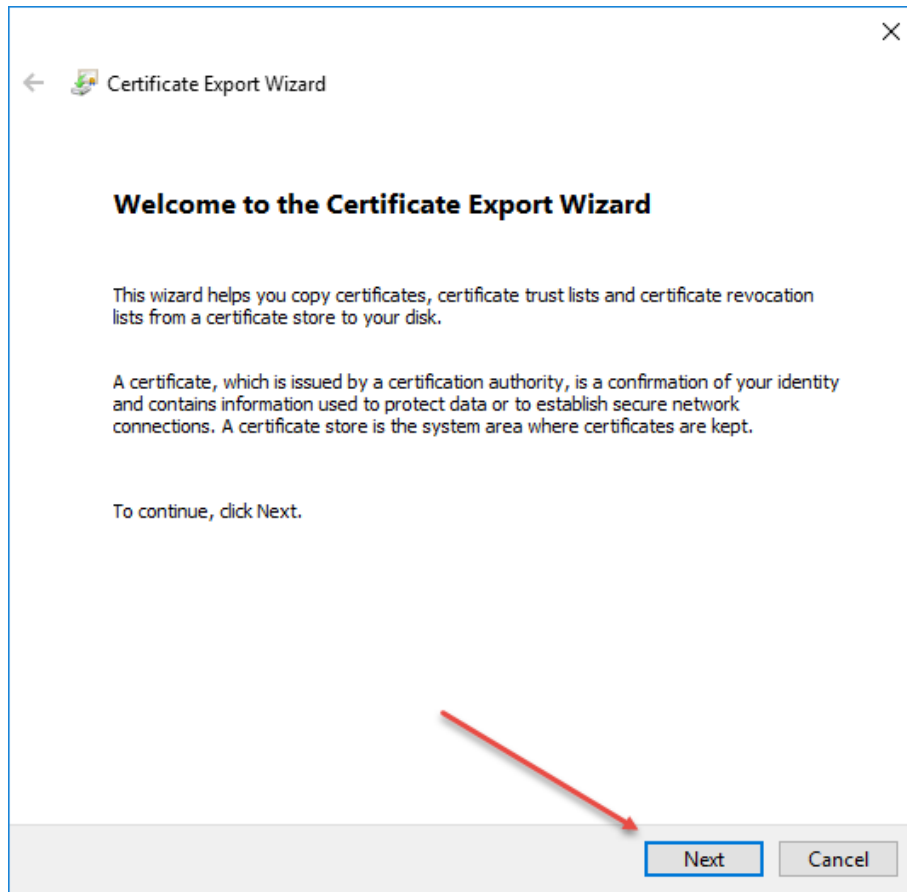 Certificate Export Wizard
Welcome to the Certificate Export Wizard
This wizard helps you copy certificates, certificate trust lists and certificate revocation
lists from a certificate store to your disk.
A certificate, which is issued by a certification authority, is a confirmation of your identity
and contains information used to protect data or to establish secure network
connections. A certificate store is the system area where certificates are kept.
To continue, click Next.
Next
Cancel